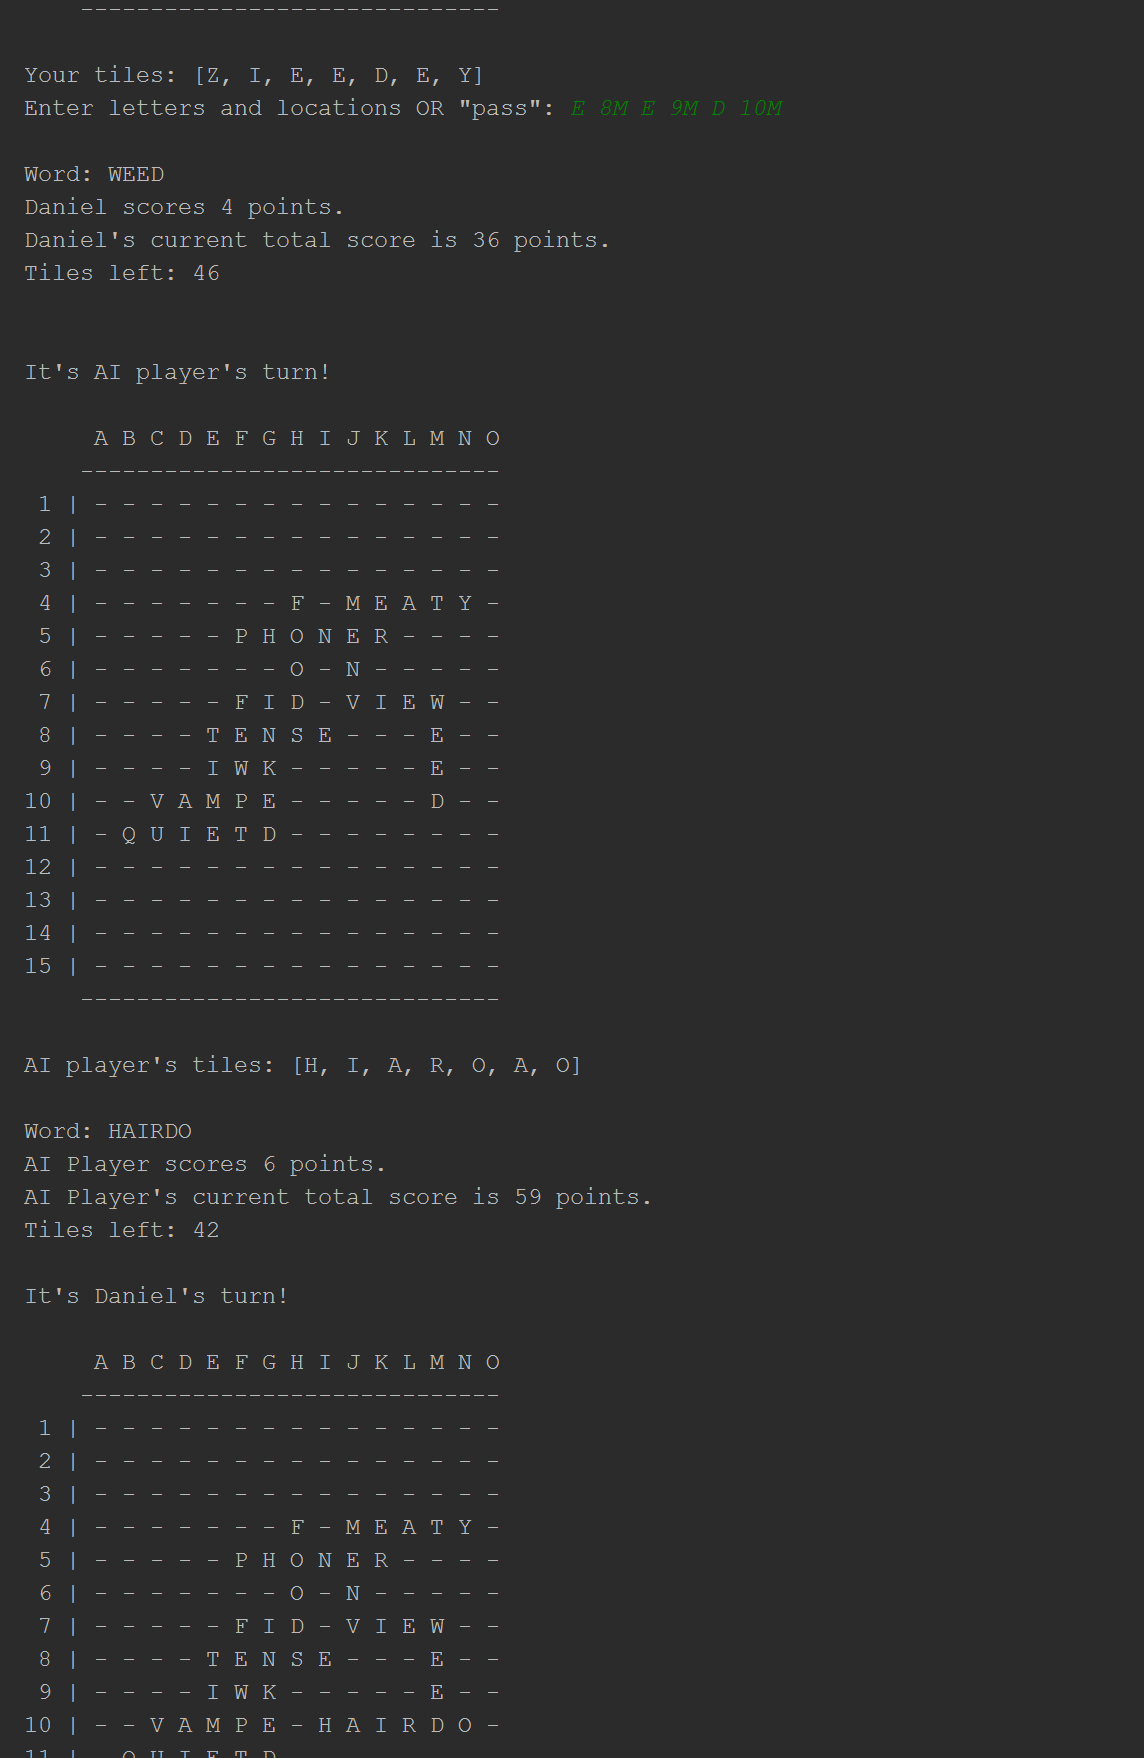 ------------------------------
Your tiles: [Z, I, E, E, D, E, Y]
Enter letters and locations OR "pass": E 8M E 9M D 10M
Word: WEED
Daniel scores 4 points.
Daniel's current total score is 36 points.
Tiles left: 46
It's AI player's turn!
A B C D E F G H I J K L M N O
------------------------------
1 | - - - - - - - - - - - - - - -
2 | - - - - - - - - - - - - - - -
3 | - - - - - - - - - - - - - - -
4 | - - - - - - - F - M E A T Y -
5 | - - - - - P H O N E R - - - -
6 | - - - - - - - O - N - - - - -
7 | - - - - - F I D - V I E W - -
8 | - - - - T E N S E - - - E - -
9 | - - - - I W K - - - - - E - -
10 | - - V A M P E - - - - - D - -
11 | - Q U I E T D - - - - - - - -
12 | - - - - - - - - - - - - - - -
13 | - - - - - - - - - - - - - - -
14 | - - - - - - - - - - - - - - -
15 | - - - - - - - - - - - - - - -
------------------------------
AI player's tiles: [H, I, A, R, O, A, O]
Word: HAIRDO
AI Player scores 6 points.
AI Player's current total score is 59 points.
Tiles left: 42
It's Daniel's turn!
A B C D E F G H I J K L M N O
------------------------------
1 | - - - - - - - - - - - - - - -
2 | - - - - - - - - - - - - - - -
3 | - - - - - - - - - - - - - - -
4 | - - - - - - - F - M E A T Y -
5 | - - - - - P H O N E R - - - -
6 | - - - - - - - O - N - - - - -
7 | - - - - - F I D - V I E W - -
8 | - - - - T E N S E - - - E - -
9 | - - - - I W K - - - - - E - -
10 | - - V A M P E - H A I R D O -
11 | - Q U I E T D - - - - - - - -